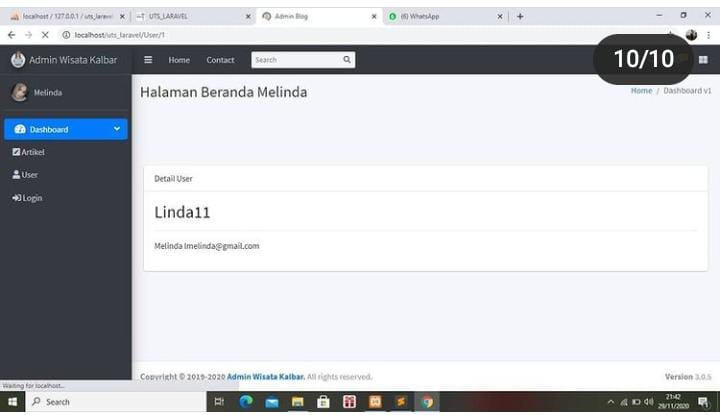 localhost / 127.0.0.1 / uts_laravel
UTS_LARAVEL
Admin Blog
(6) WhatsApp
localhost/uts_laravel/User/1
10/10
Admin Wisata Kalbar
Home
Contact
Search
Melinda
Halaman Beranda Melinda
Home / Dashboard v1
Dashboard
Artikel
User
Login
Detail User
Linda11
Melinda lmelinda@gmail.com
Copyright © 2019-2020 Admin Wisata Kalbar. All rights reserved.
Version 3.0.5
Waiting for localhost...
Search
21:42
29/11/2020